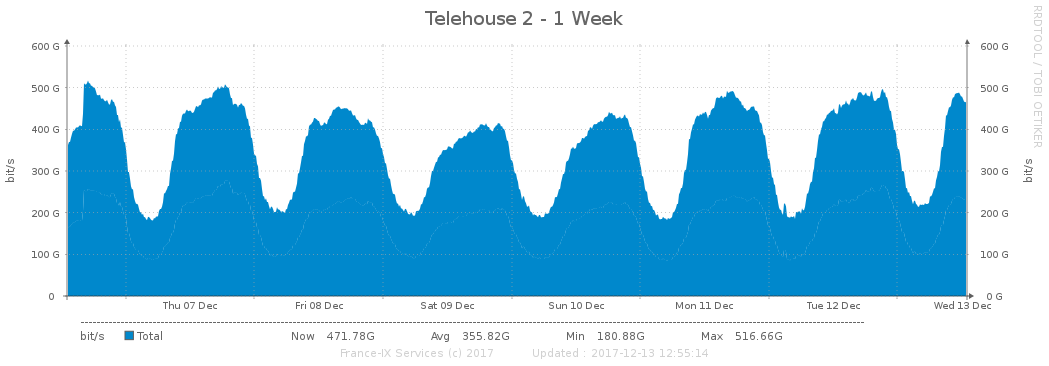 Telehouse 2 - 1 Week
RRDTOOL / TOBI OETIKER
600 G 600 G
500 G 500 G
400 G 400 G
300 G 300 G
200 G 200 G
100 G 100 G
0 0 G
bit/s bit/s
Thu 07 Dec Fri 08 Dec Sat 09 Dec Sun 10 Dec Mon 11 Dec Tue 12 Dec Wed 13 Dec
bit/s Total Now 471.78G Avg 355.82G Min 180.88G Max 516.66G
France-IX Services (c) 2017 Updated : 2017-12-13 12:55:14